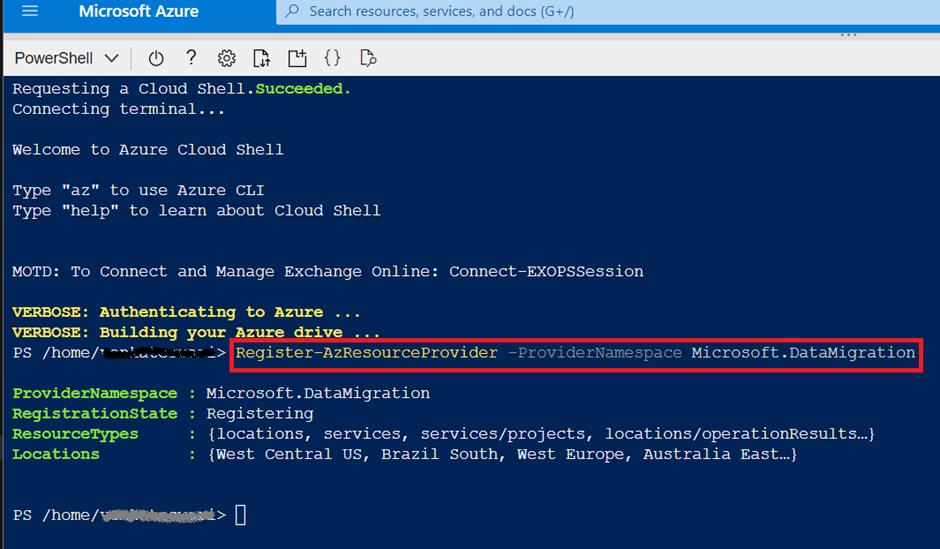 Microsoft Azure
Search resources, services, and docs (G+/)
PowerShell
Requesting a Cloud Shell.Succeeded.
Connecting terminal...
Welcome to Azure Cloud Shell
Type "az" to use Azure CLI
Type "help" to learn about Cloud Shell
MOTD: To Connect and Manage Exchange Online: Connect-EXOPSSession
VERBOSE: Authenticating to Azure ...
VERBOSE: Building your Azure drive ...
PS /home/> Register-AzResourceProvider -ProviderNamespace Microsoft.DataMigration
ProviderNamespace : Microsoft.DataMigration
RegistrationState : Registering
ResourceTypes : {locations, services, services/projects, locations/operationResults…}
Locations : {West Central US, Brazil South, West Europe, Australia East…}
PS /home/>